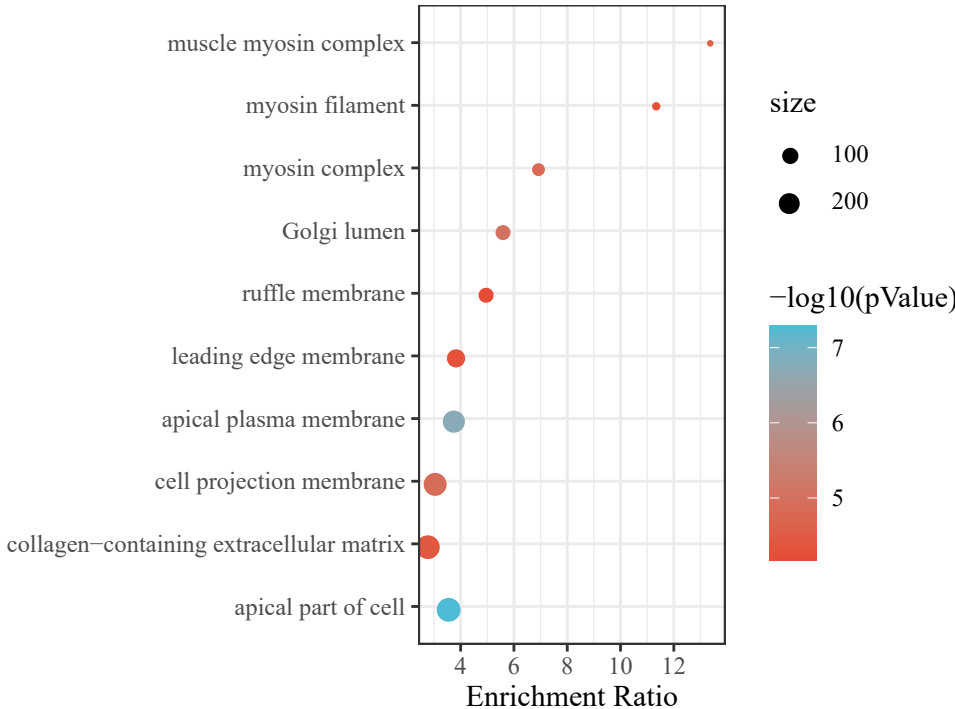 muscle myosin complex
myosin filament
myosin complex
Golgi lumen
ruffle membrane
leading edge membrane
apical plasma membrane
cell projection membrane
collagen−containing extracellular matrix
apical part of cell
4 6 8 10 12
Enrichment Ratio
size
100
200
−log10(pValue)
7
6
5